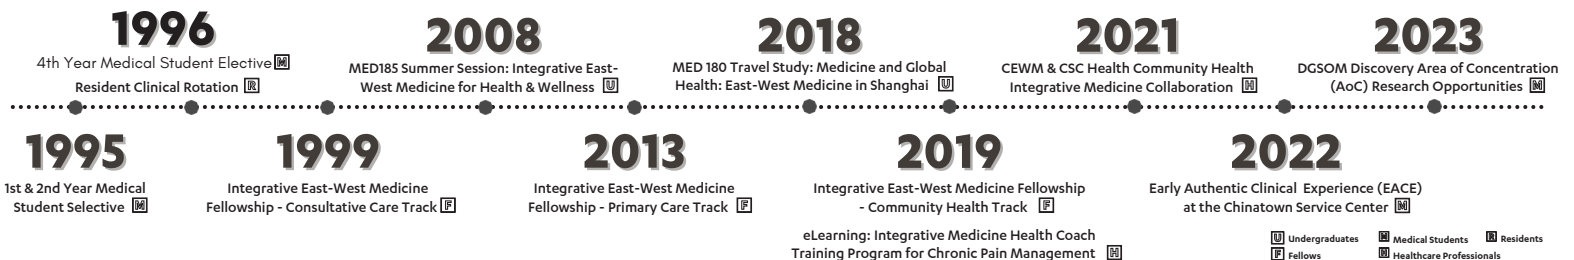 1996
4th Year Medical Student Elective M
Resident Clinical Rotation R
2008
MED185 Summer Session: Integrative East-
West Medicine for Health & Wellness U
2018
MED 180 Travel Study: Medicine and Global
Health: East-West Medicine in Shanghai U
2021
CEWM & CSC Health Community Health
Integrative Medicine Collaboration H
2023
DGSOM Discovery Area of Concentration
(AoC) Research Opportunities M
1995
1st & 2nd Year Medical
Student Selective M
1999
Integrative East-West Medicine
Fellowship - Consultative Care Track F
2013
Integrative East-West Medicine
Fellowship - Primary Care Track F
2019
Integrative East-West Medicine Fellowship
- Community Health Track F
eLearning: Integrative Medicine Health Coach
Training Program for Chronic Pain Management H
2022
Early Authentic Clinical Experience (EACE)
at the Chinatown Service Center M
U Undergraduates M Medical Students R Residents
F Fellows H Healthcare Professionals